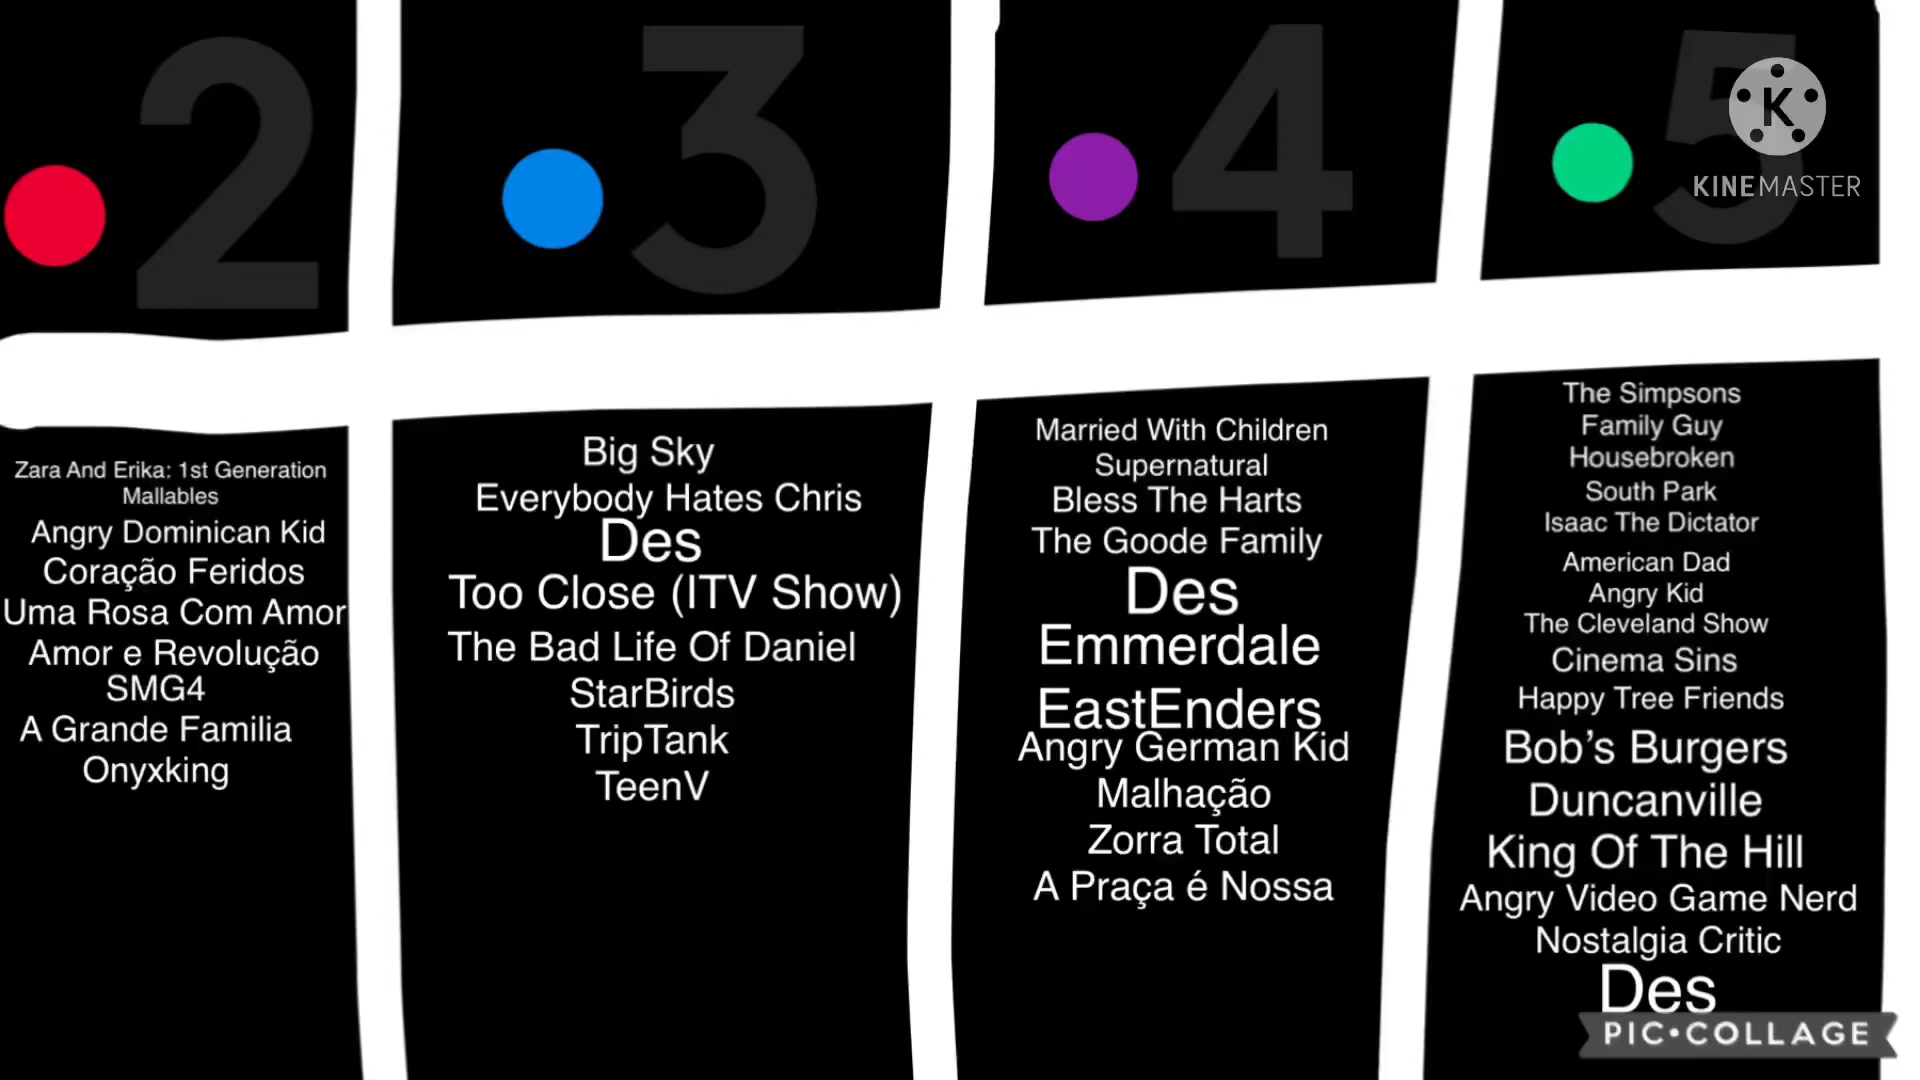 2
3
4
5
KINEMASTER
Zara And Erika: 1st Generation
Mallables
Angry Dominican Kid
Coração Feridos
Uma Rosa Com Amor
Amor e Revolução
SMG4
A Grande Familia
Onyxking
Big Sky
Everybody Hates Chris
Des
Too Close (ITV Show)
The Bad Life Of Daniel
StarBirds
TripTank
TeenV
Married With Children
Supernatural
Bless The Harts
The Goode Family
Des
Emmerdale
EastEnders
Angry German Kid
Malhação
Zorra Total
A Praça é Nossa
The Simpsons
Family Guy
Housebroken
South Park
Isaac The Dictator
American Dad
Angry Kid
The Cleveland Show
Cinema Sins
Happy Tree Friends
Bob's Burgers
Duncanville
King Of The Hill
Angry Video Game Nerd
Nostalgia Critic
Des
PIC•COLLAGE